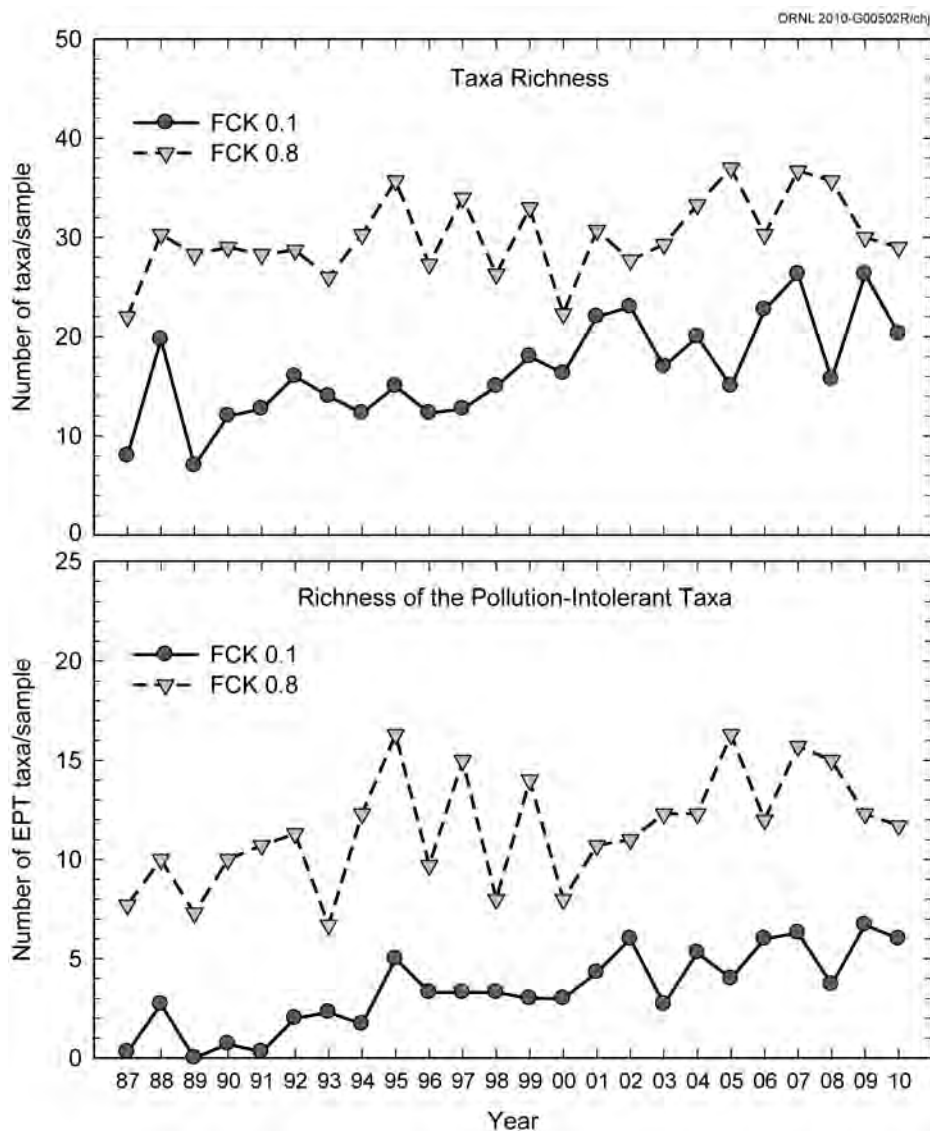 ORNL 2010-G00502R/chj
50
Taxa Richness
FCK 0.1
FCK 0.8
40
30
20
10
0
Number of taxa/sample
25
Richness of the Pollution-Intolerant Taxa
FCK 0.1
FCK 0.8
20
15
10
5
0
Number of EPT taxa/sample
87 88 89 90 91 92 93 94 95 96 97 98 99 00 01 02 03 04 05 06 07 08 09 10
Year